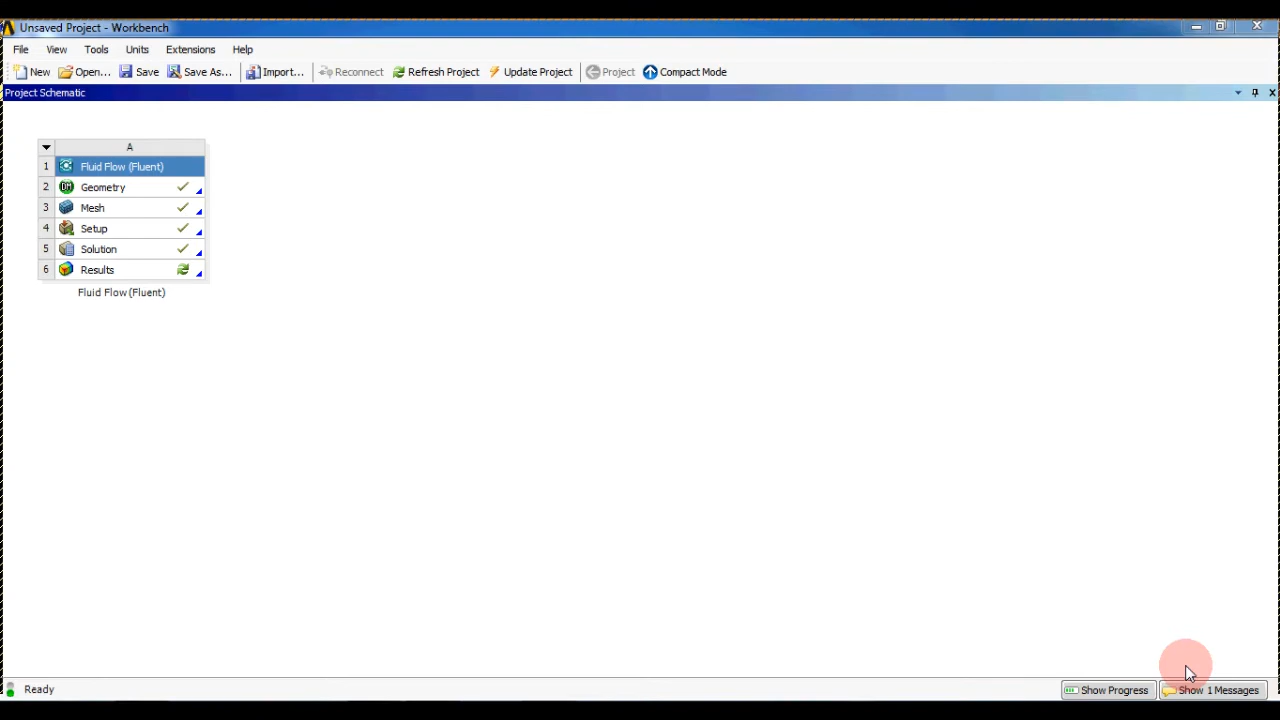 Unsaved Project - Workbench
File View Tools Units Extensions Help
New Open... Save Save As... Import... Reconnect Refresh Project Update Project Project Compact Mode
Project Schematic
A
1 Fluid Flow (Fluent)
2 DM Geometry
3 Mesh
4 Setup
5 Solution
6 Results
Fluid Flow (Fluent)
Ready Show Progress Show 1 Messages